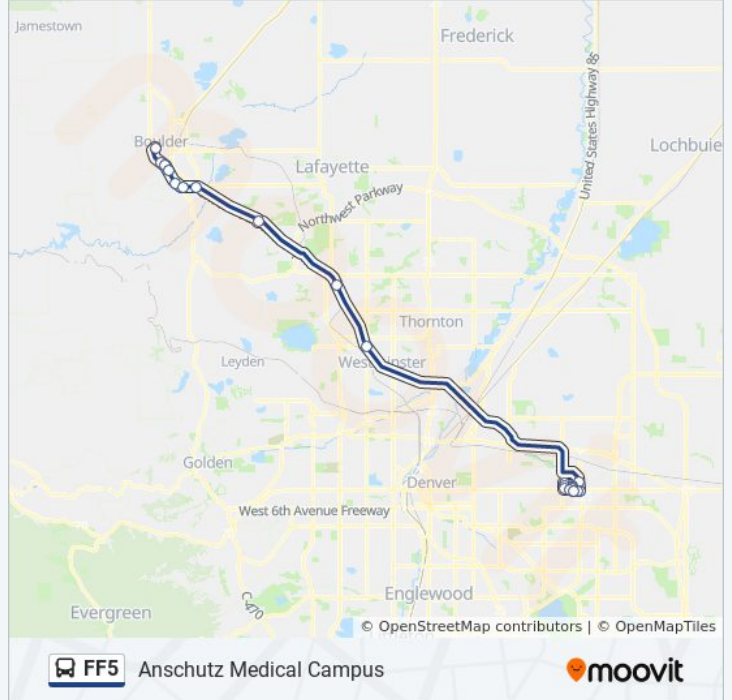 Jamestown
Frederick
United States Highway 85
Boulder
Lochbuie
Lafayette
Northwest Parkway
Thornton
Westminster
Leyden
Golden
Denver
West 6th Avenue Freeway
Englewood
C-470
Evergreen
© OpenStreetMap contributors | © OpenMapTiles
FF5 Anschutz Medical Campus
moovit